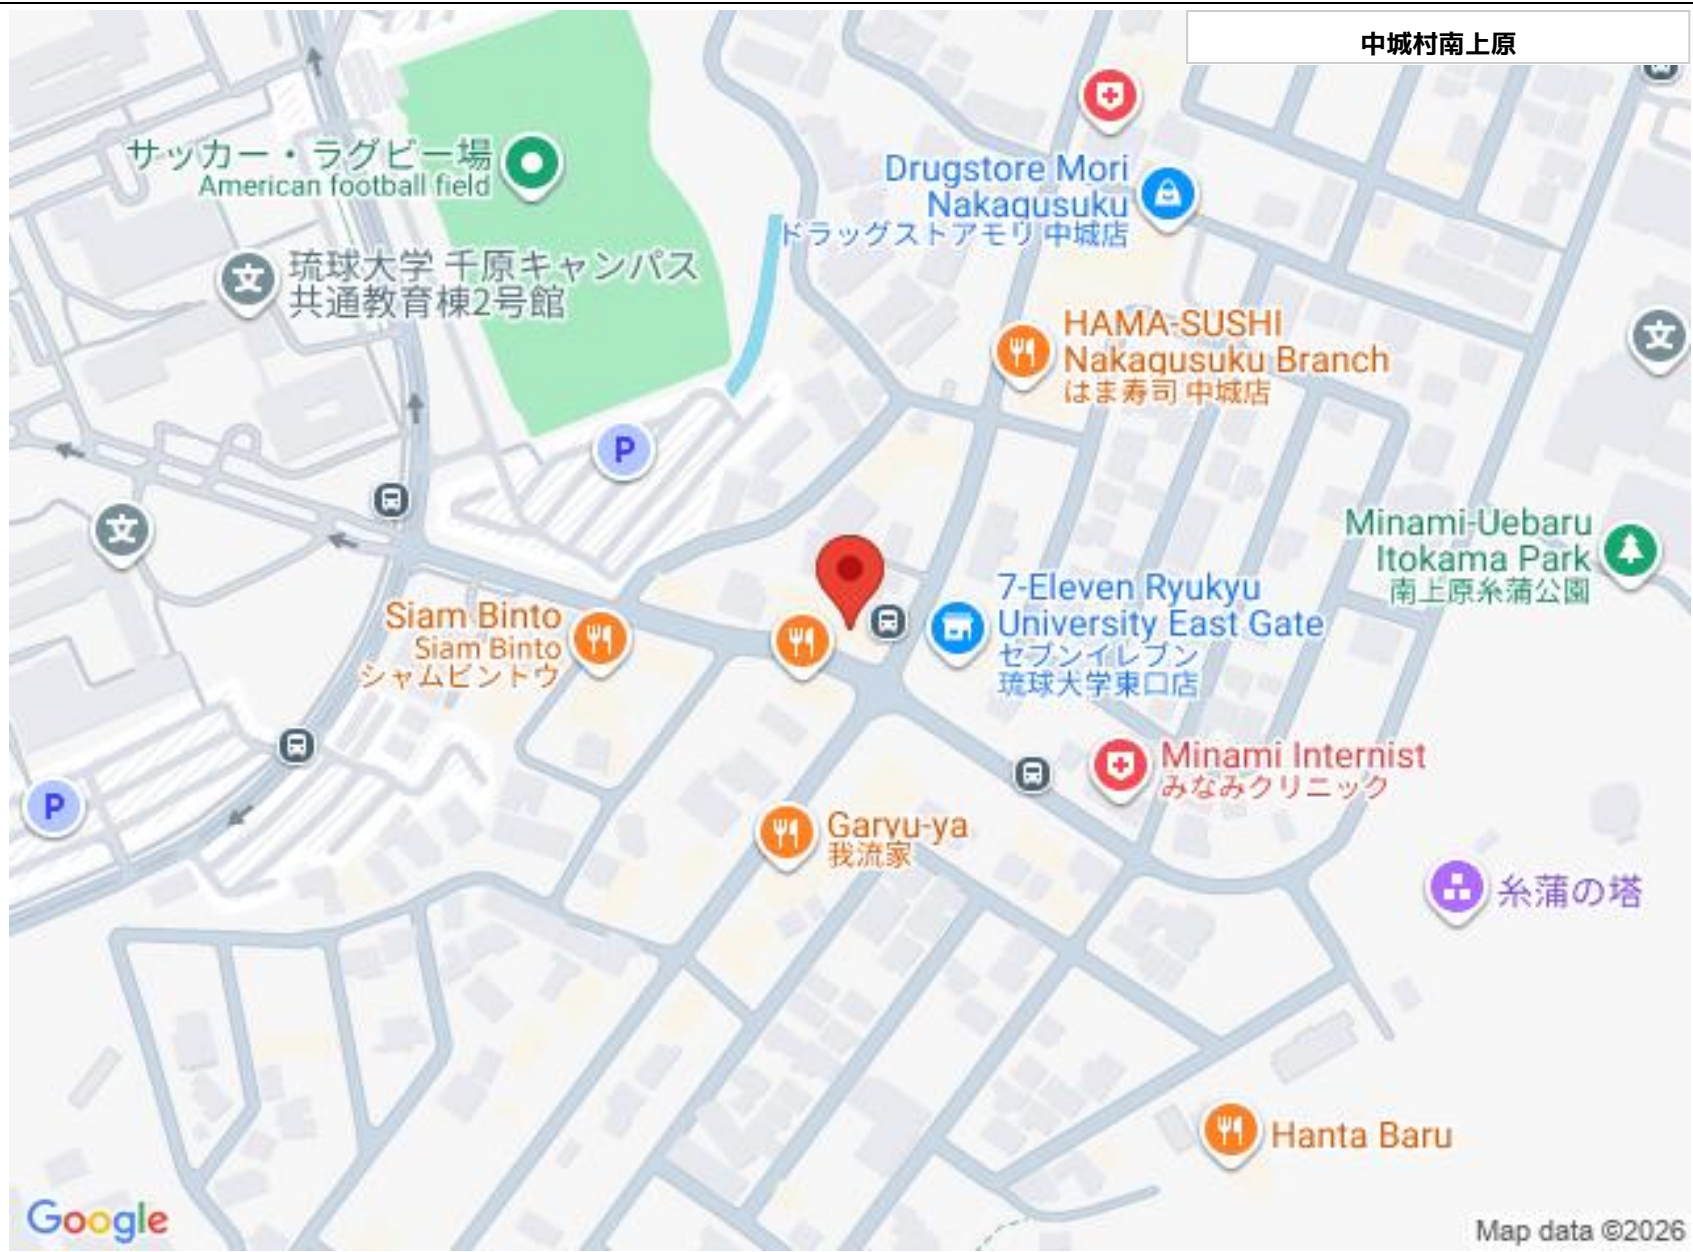 中城村南上原
サッカー・ラグビー場
American football field
Drugstore Mori
Nakagusuku
ドラッグストアモリ 中城店
琉球大学 千原キャンパス
共通教育棟2号館
文
HAMA-SUSHI
Nakagusuku Branch
はま寿司 中城店
文
P
文
Minami-Uebaru
Itokama Park
南上原糸蒲公園
7-Eleven Ryukyu
University East Gate
セブンイレブン
琉球大学東口店
Siam Binto
Siam Binto
シャムビントウ
Minami Internist
みなみクリニック
P
Garyu-ya
我流家
糸蒲の塔
Hanta Baru
Google
Map data ©2026